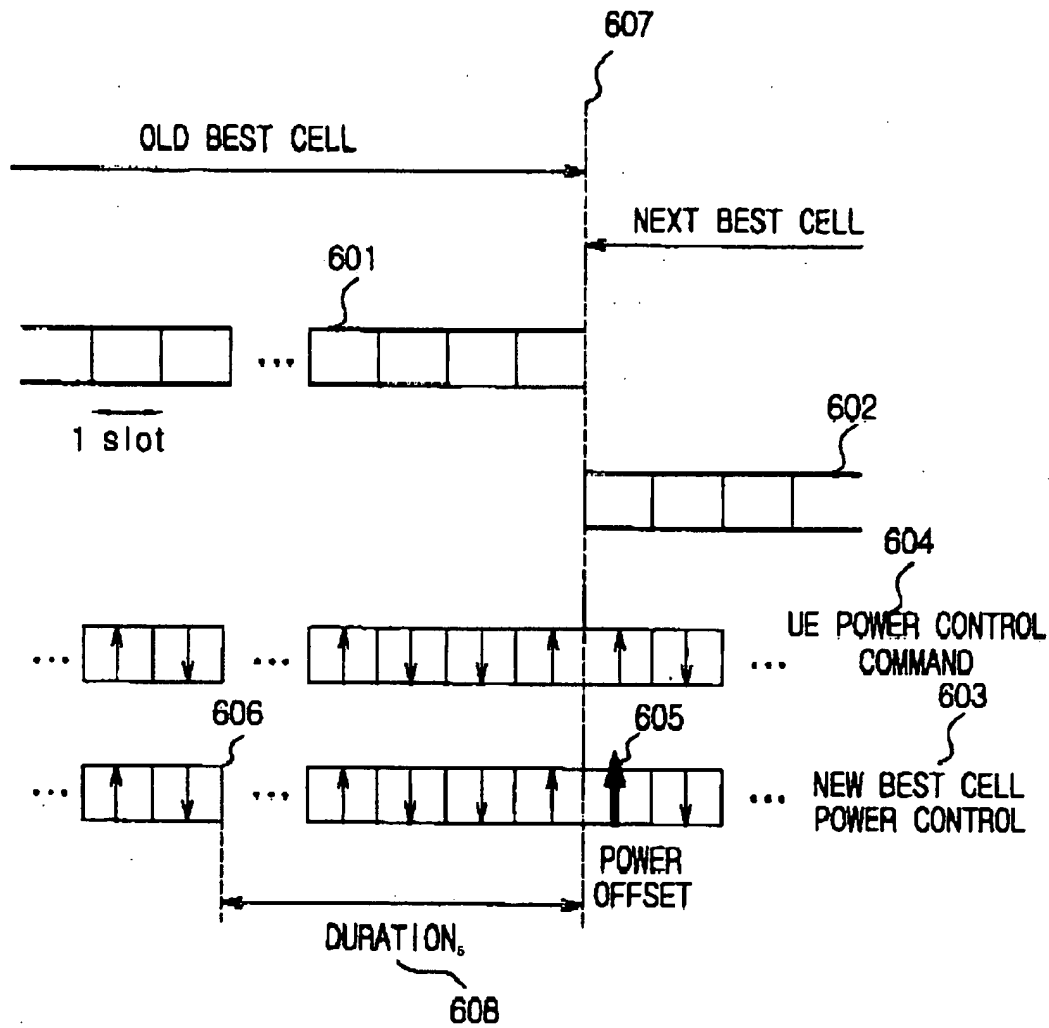 607
OLD BEST CELL
NEXT BEST CELL
601
...
1 slot
602
604
... ... ...
UE POWER CONTROL
COMMAND
606
605
603
... ... ...
NEW BEST CELL
POWER CONTROL
POWER
OFFSET
DURATION
608